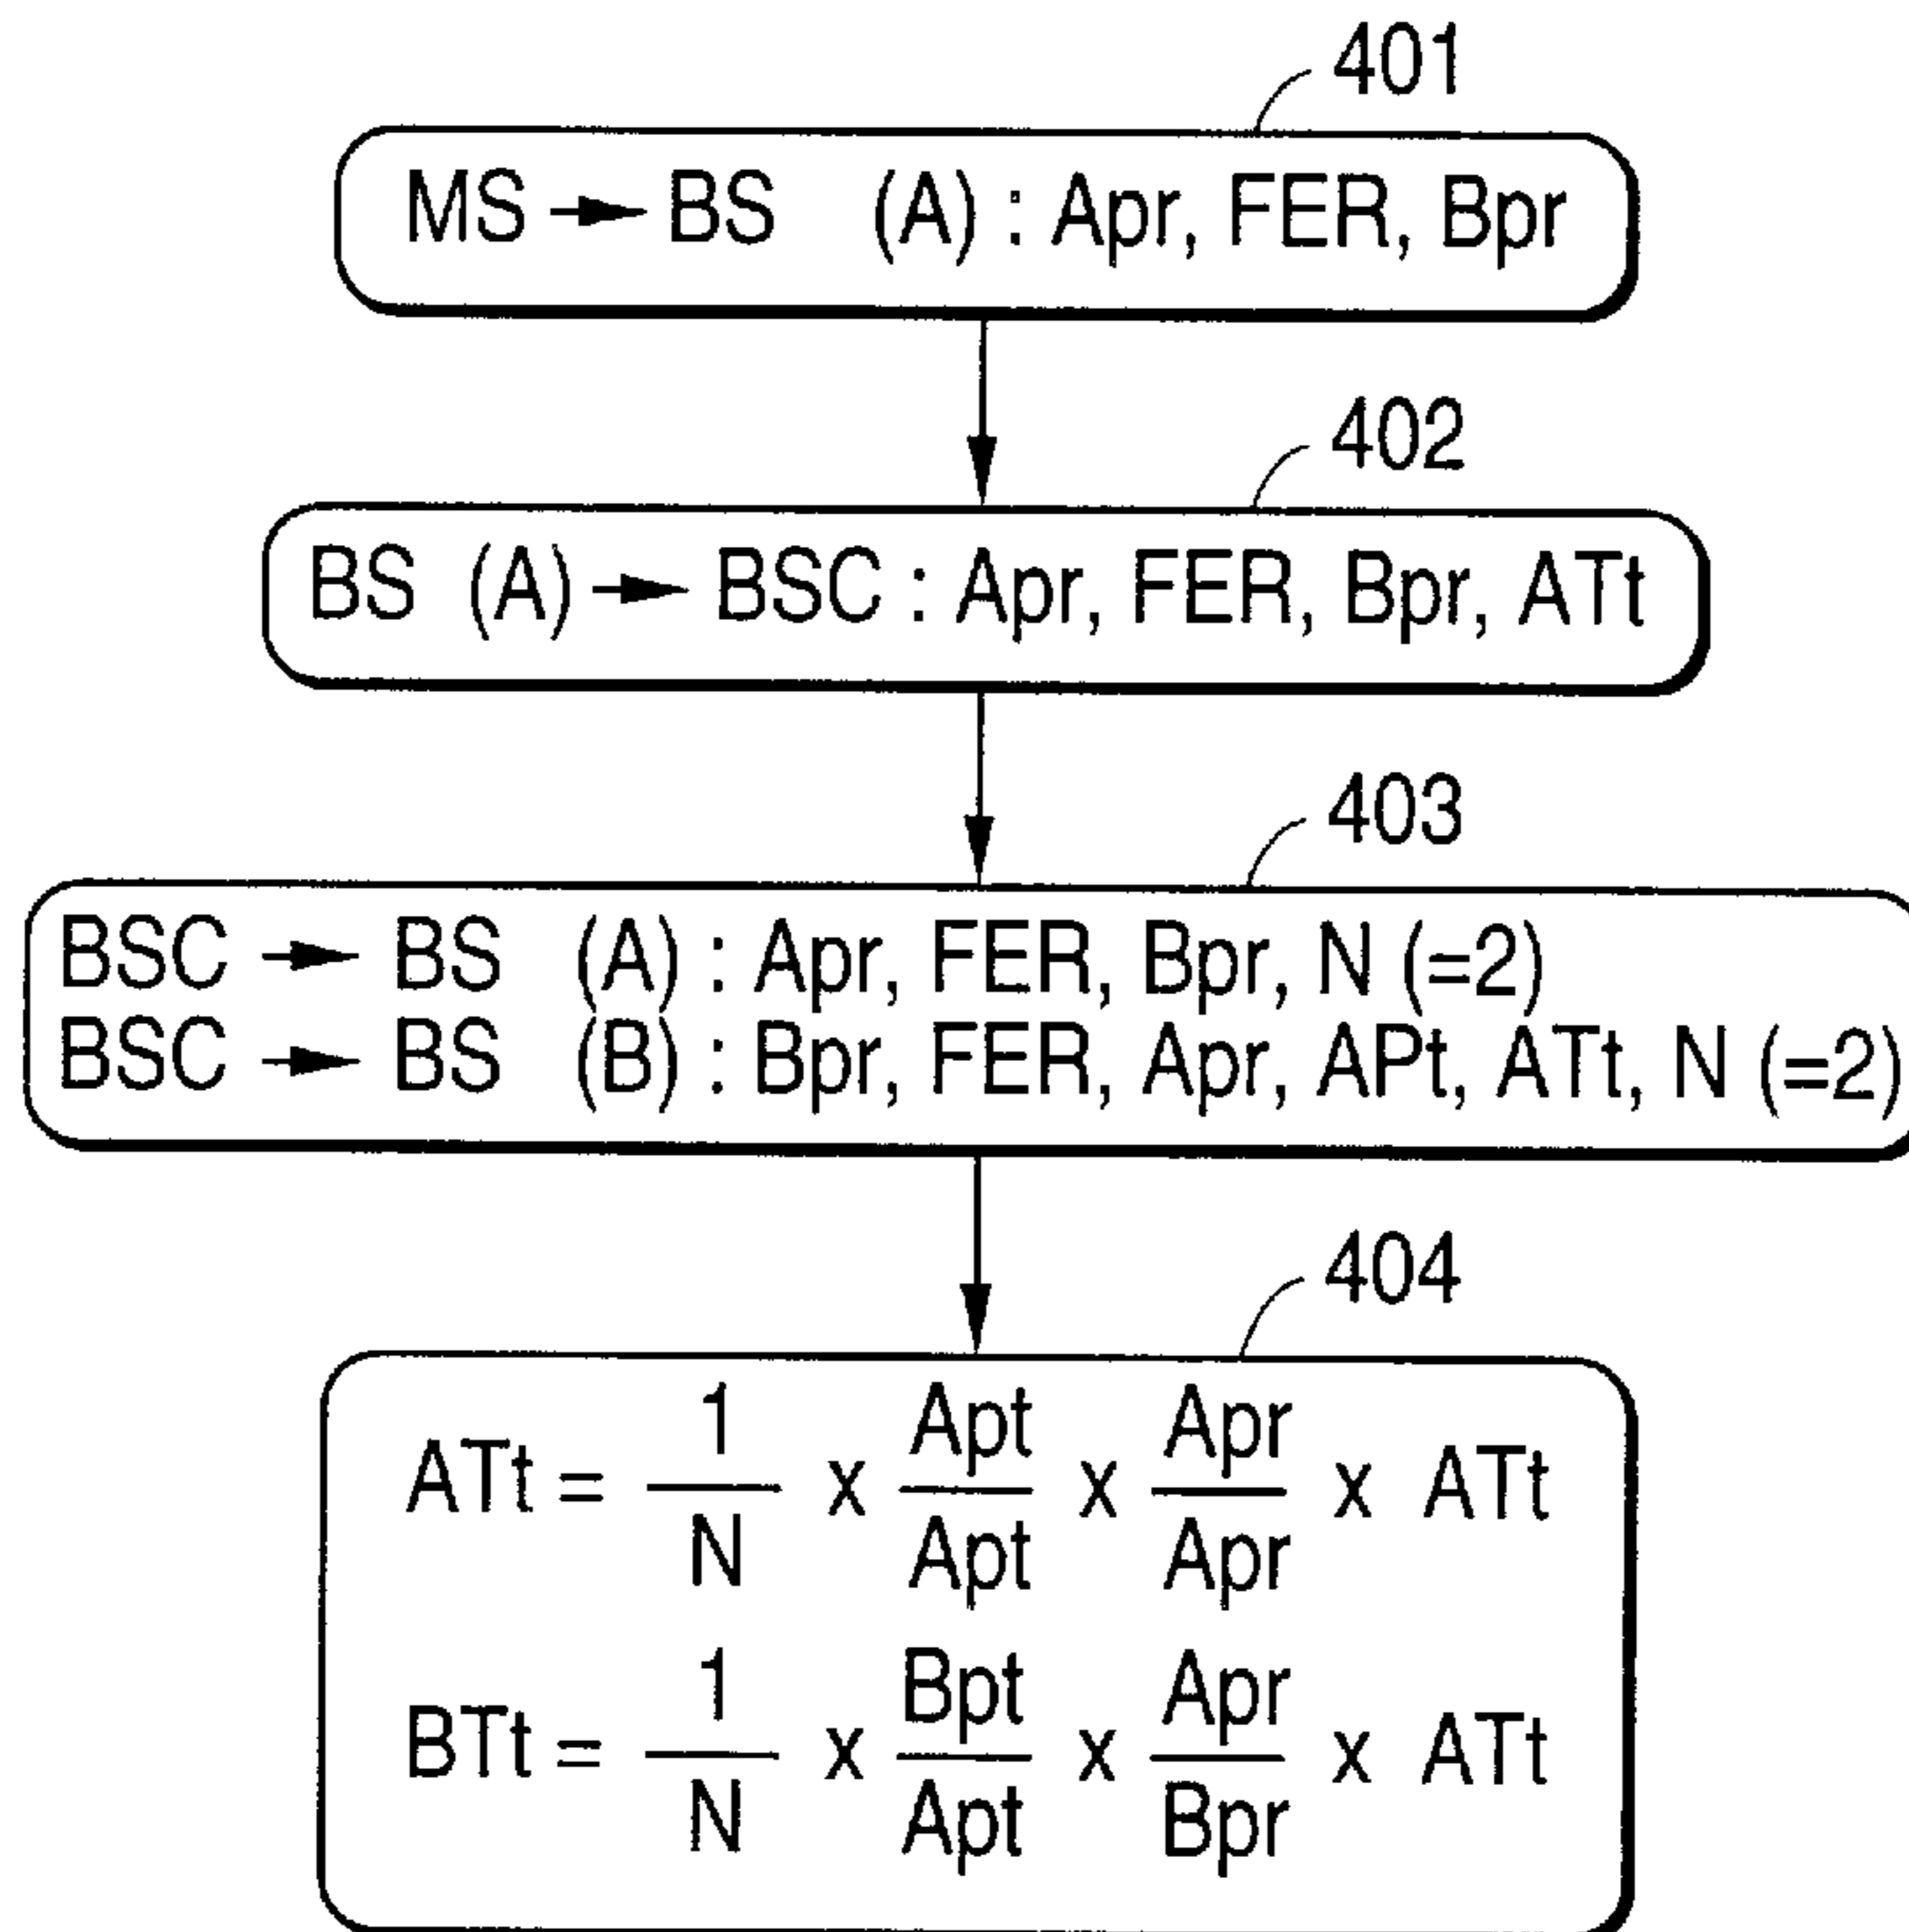 401
MS → BS (A) : Apr, FER, Bpr
402
BS (A) → BSC : Apr, FER, Bpr, ATt
403
BSC → BS (A) : Apr, FER, Bpr, N (=2)
BSC → BS (B) : Bpr, FER, Apr, APt, ATt, N (=2)
404
ATt = 1/N x Apt/Apt x Apr/Apr x ATt
BTt = 1/N x Bpt/Apt x Apr/Bpr x ATt